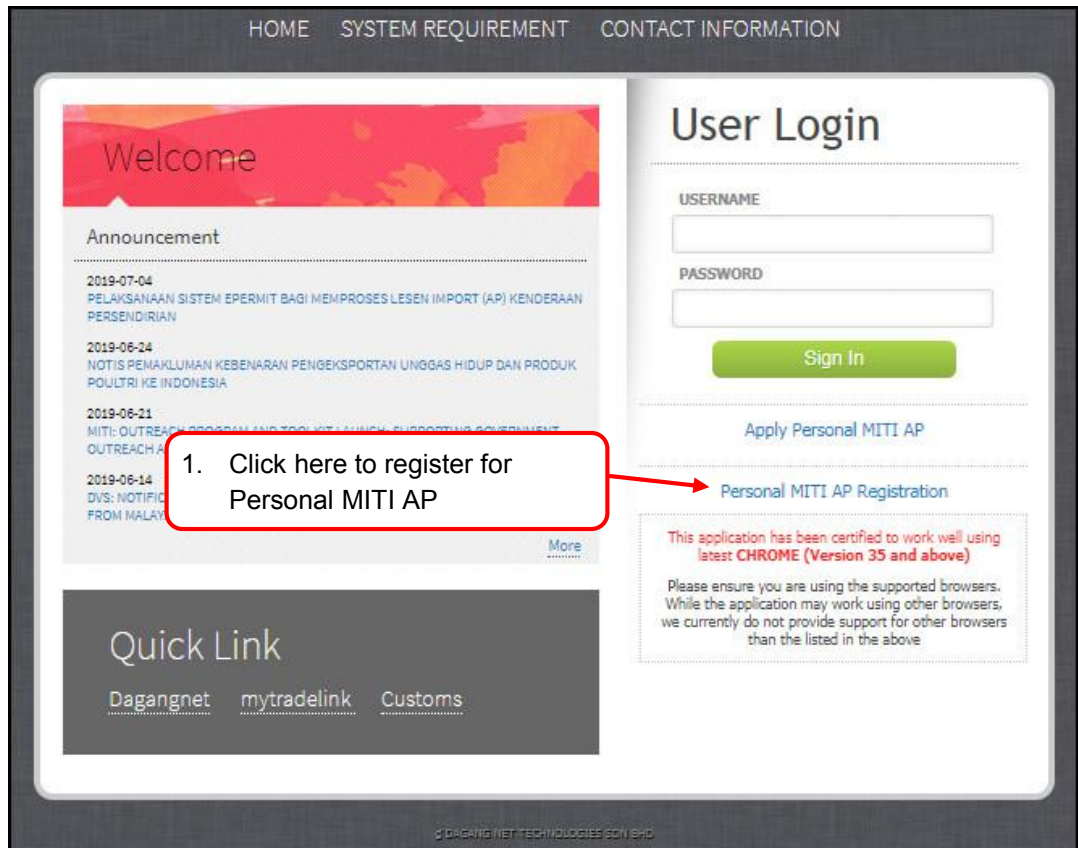 HOME SYSTEM REQUIREMENT CONTACT INFORMATION
Welcome
Announcement
2019-07-04
PELAKSANAAN SISTEM EPERMIT BAGI MEMPROSES LESEN IMPORT (AP) KENDERAAN
PERSENDIRIAN
2019-06-24
NOTIS PEMAKLUMAN KEBENARAN PENGEKSPORTAN UNGGAS HIDUP DAN PRODUK
POULTRI KE INDONESIA
2019-06-21
MITI: OUTREACH PROGRAM AND TOOLKIT LAUNCH: SUPPORTING GOVERNMENT
OUTREACH A
2019-06-14
DVS: NOTIFIC
FROM MALAY
More
1. Click here to register for
Personal MITI AP
Quick Link
Dagangnet mytradelink Customs
User Login
USERNAME
PASSWORD
Sign In
Apply Personal MITI AP
Personal MITI AP Registration
This application has been certified to work well using
latest CHROME (Version 35 and above)
Please ensure you are using the supported browsers.
While the application may work using other browsers,
we currently do not provide support for other browsers
than the listed in the above
DAGANG NET TECHNOLOGIES SDN BHD